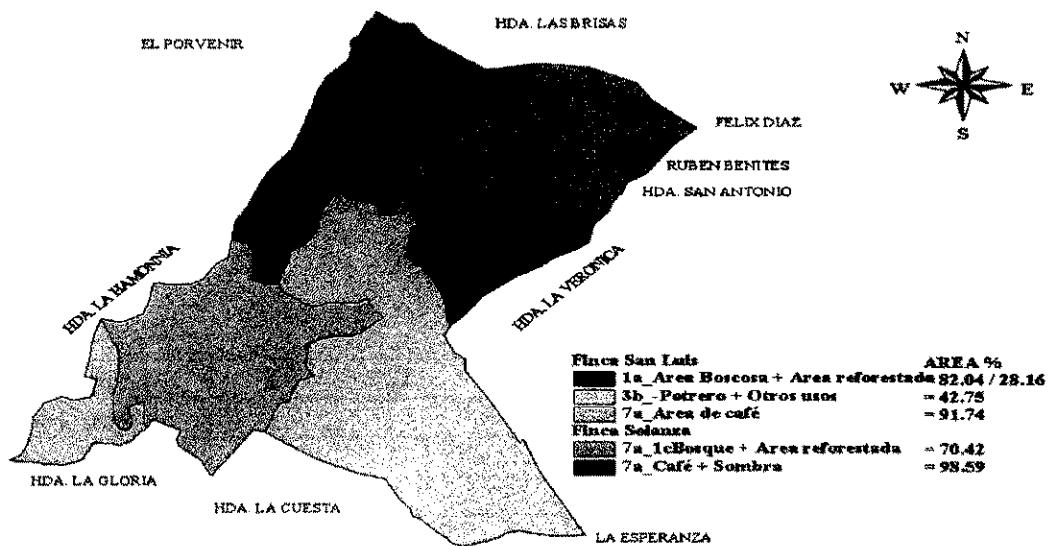 HDA. LAS BRISAS
EL PORVENIR
N
W E
S
FELIX DIAZ
RUBEN BENITES
HDA. SAN ANTONIO
HDA. LA HAMONNIA
HDA. LA VERONICA
Finca San Luis AREA %
1a_Area Boscosa + Area reforestada 82.04 / 28.16
3b_-Potrero + Otros usos = 42.75
7a_Area de café = 91.74
Finca Solanza
7a_1cBosque + Area reforestada = 70.42
7a_Café + Sombra = 98.59
HDA. LA GLORIA
HDA. LA CUESTA
LA ESPERANZA